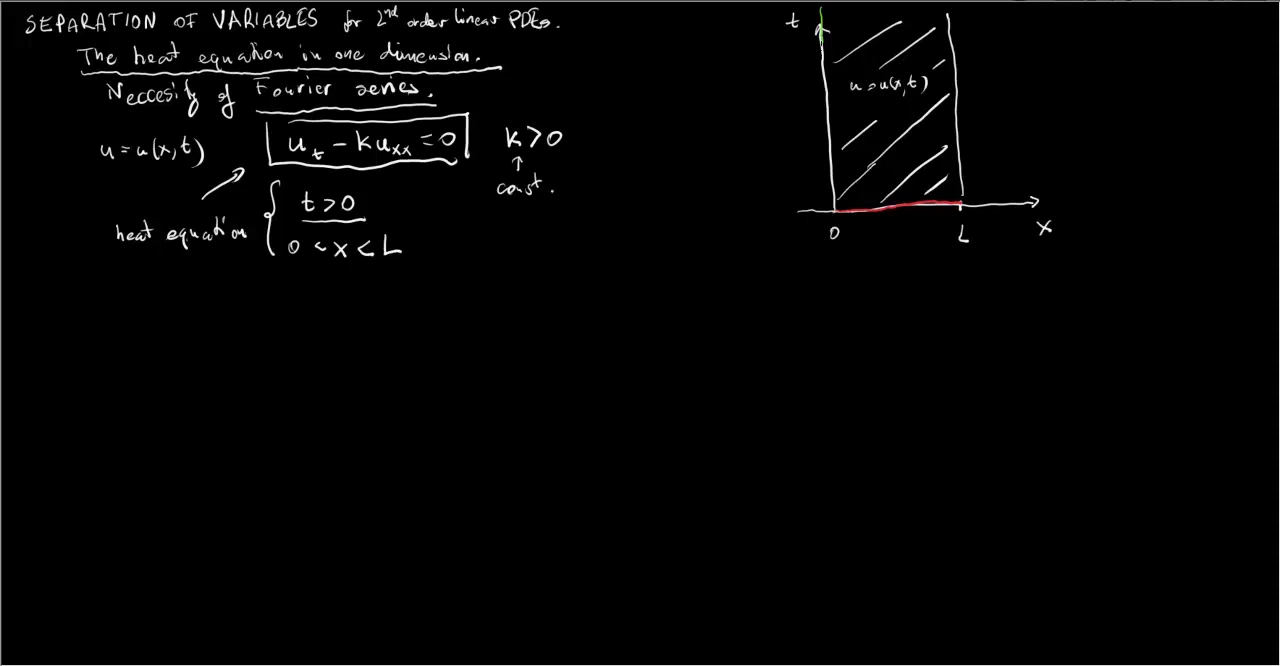 SEPARATION OF VARIABLES for 2nd order linear PDEs.
The heat equation in one dimension.
Neccesity of Fourier series.
u = u(x,t)
u_t - k u_xx = 0
k > 0
↑
const.
heat equation
t > 0
0 < x < L
t
u = u(x,t)
0
L
x